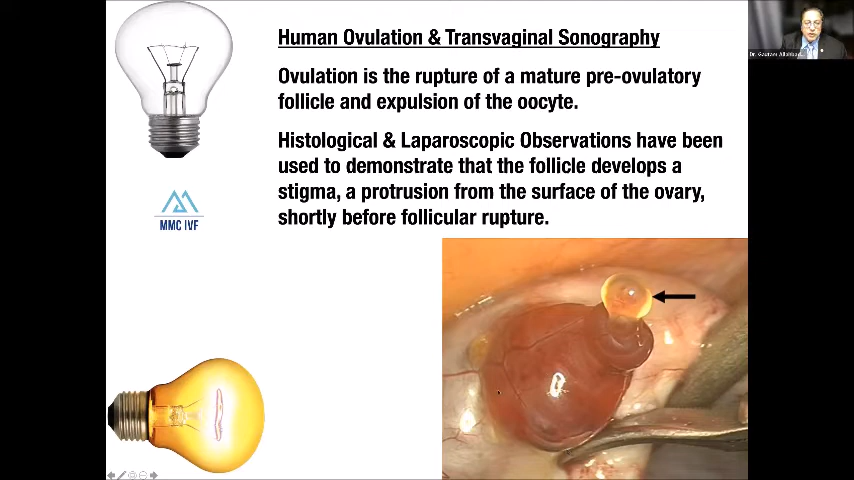 Human Ovulation & Transvaginal Sonography
Ovulation is the rupture of a mature pre-ovulatory
follicle and expulsion of the oocyte.
Histological & Laparoscopic Observations have been
used to demonstrate that the follicle develops a
stigma, a protrusion from the surface of the ovary,
shortly before follicular rupture.
MMC IVF
Dr. Gautam